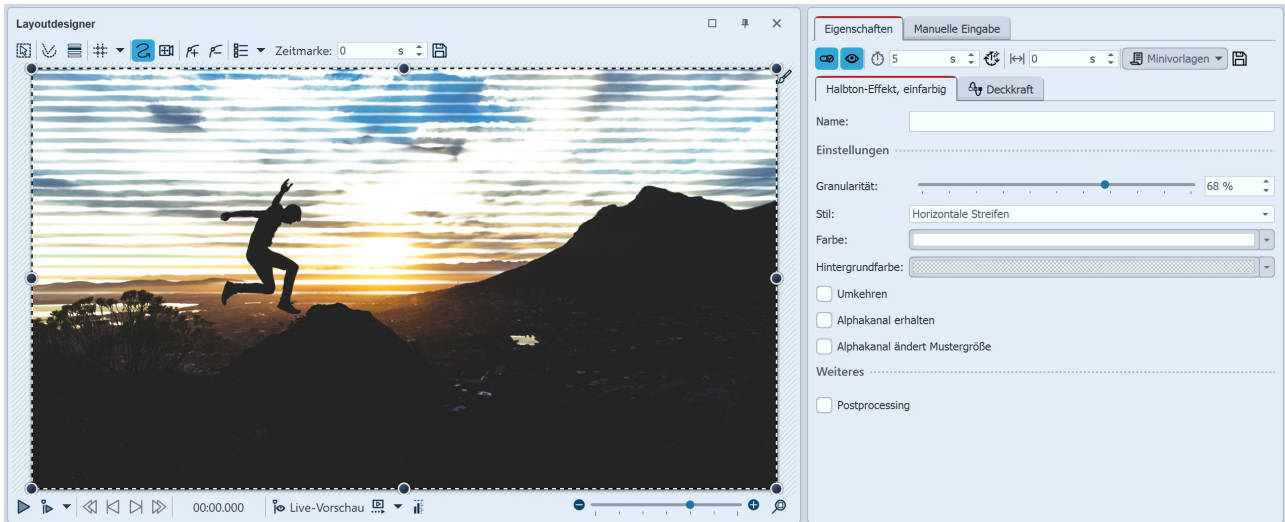 Layoutdesigner
Zeitmarke: 0 s
00:00.000 Live-Vorschau
Eigenschaften Manuelle Eingabe
5 s 0 s Minivorlagen
Halbton-Effekt, einfarbig Deckkraft
Name:
Einstellungen
Granularität: 68 %
Stil: Horizontale Streifen
Farbe:
Hintergrundfarbe:
Umkehren
Alphakanal erhalten
Alphakanal ändert Mustergröße
Weiteres
Postprocessing